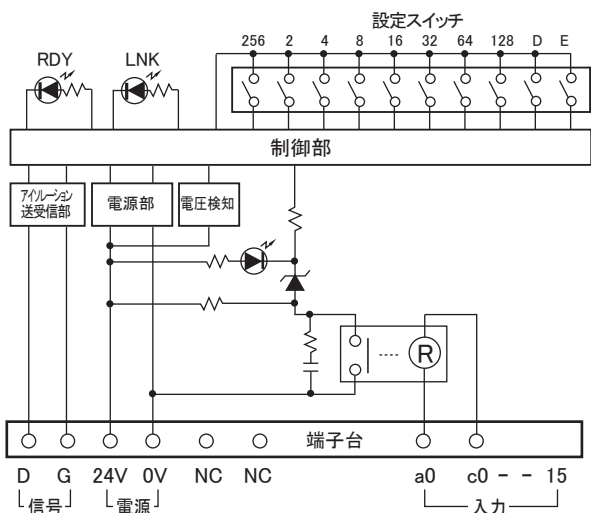 設定スイッチ
256 2 4 8 16 32 64 128 D E
RDY LNK
制御部
アイソレーション
送受信部
電源部
電圧検知
R
端子台
D G 24V 0V NC NC a0 c0 - - 15
信号 電源 入力